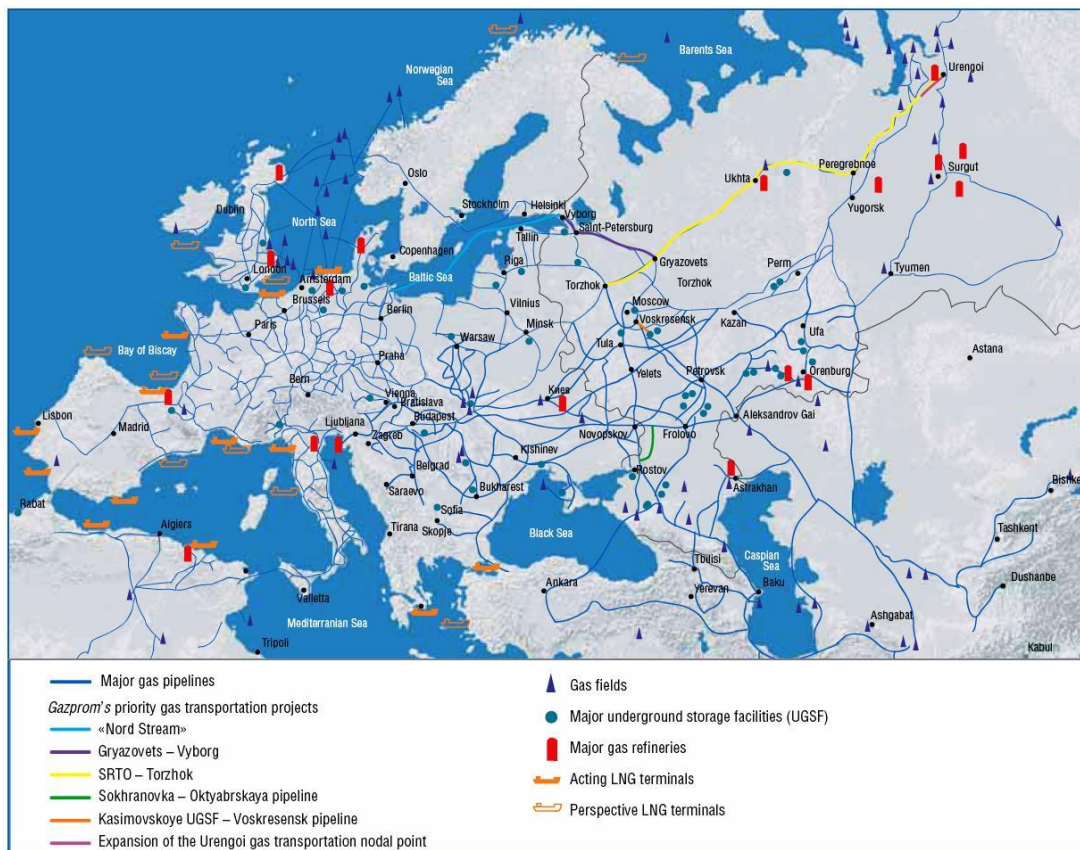 Barents Sea
Norwegian
Sea
Urengoi
Oslo
Ukhta
Peregrebnoe
Surgut
Yugorsk
Stockholm
Helsinki
Vyborg
Saint-Petersburg
Tallin
Dublin
North Sea
Copenhagen
Baltic Sea
Riga
Gryazovets
Perm
Tyumen
London
Amsterdam
Brussels
Torzhok
Torzhok
Berlin
Vilnius
Minsk
Moscow
Voskresensk
Kazan
Ufa
Paris
Warsaw
Tula
Astana
Bay of Biscay
Praha
Yelets
Petrovsk
Orenburg
Bern
Vienna
Bratislava
Budapest
Aleksandrov Gai
Lisbon
Madrid
Ljubljana
Zagreb
Novopskov
Frolovo
Kishinev
Belgrad
Rostov
Astrakhan
Saraevo
Bukharest
Rabat
Sofia
Skopje
Tirana
Black Sea
Algiers
Tbilisi
Caspian
Sea
Tashkent
Ankara
Yerevan
Baku
Dushanbe
Valletta
Mediterranean Sea
Ashgabat
Tripoli
Kabul
Major gas pipelines
Gazprom's priority gas transportation projects
«Nord Stream»
Gryazovets – Vyborg
SRTO – Torzhok
Sokhranovka – Oktyabrskaya pipeline
Kasimovskoye UGSF – Voskresensk pipeline
Expansion of the Urengoi gas transportation nodal point
Gas fields
Major underground storage facilities (UGSF)
Major gas refineries
Acting LNG terminals
Perspective LNG terminals